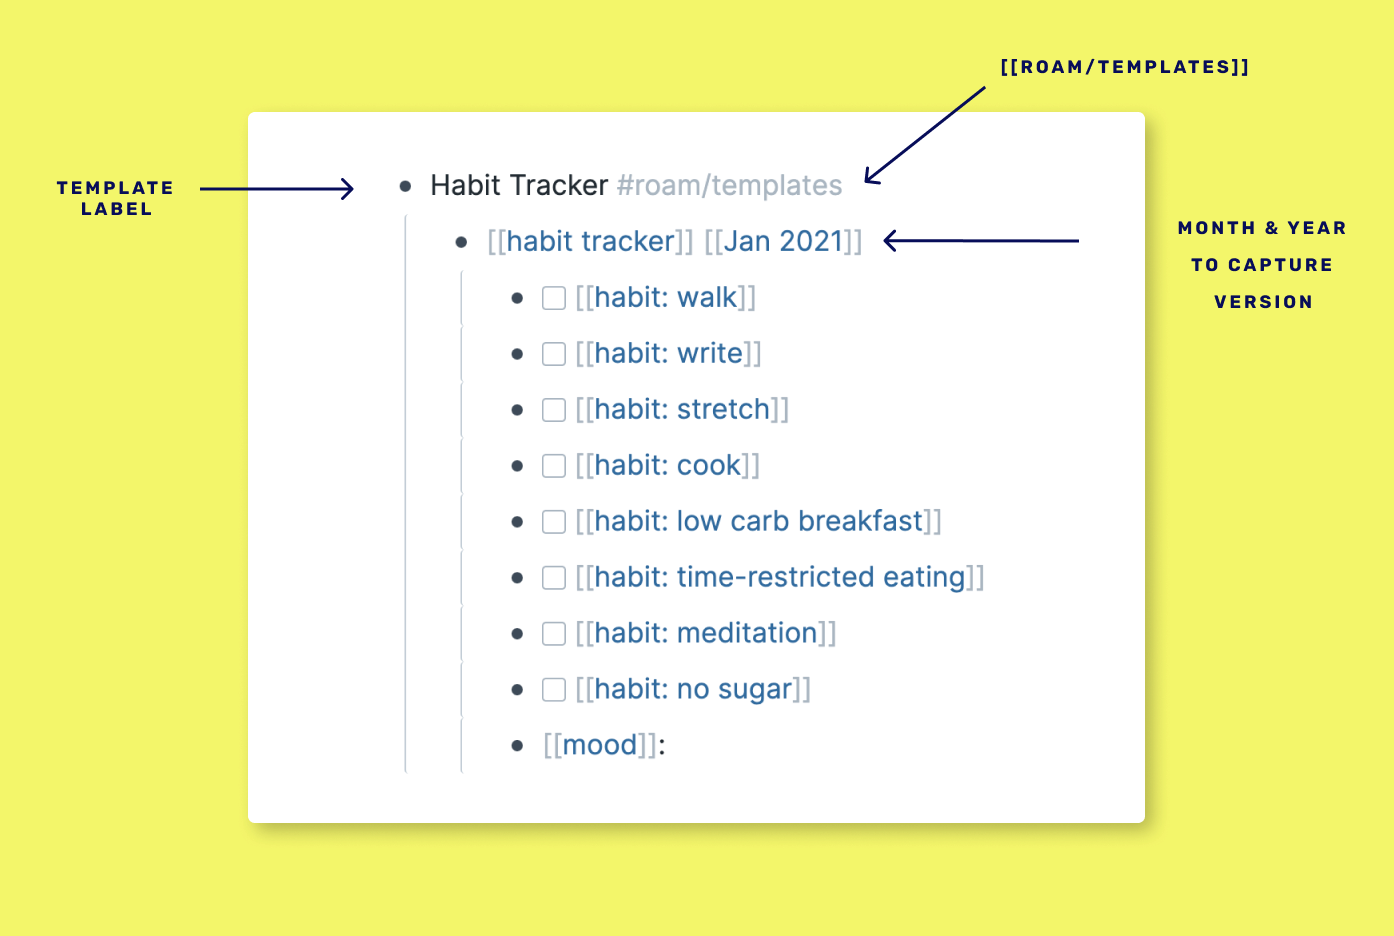 [[ROAM/TEMPLATES]]
TEMPLATE
LABEL
Habit Tracker #roam/templates
[[habit tracker]] [[Jan 2021]]
MONTH & YEAR
TO CAPTURE
VERSION
[[habit: walk]]
[[habit: write]]
[[habit: stretch]]
[[habit: cook]]
[[habit: low carb breakfast]]
[[habit: time-restricted eating]]
[[habit: meditation]]
[[habit: no sugar]]
[[mood]]: